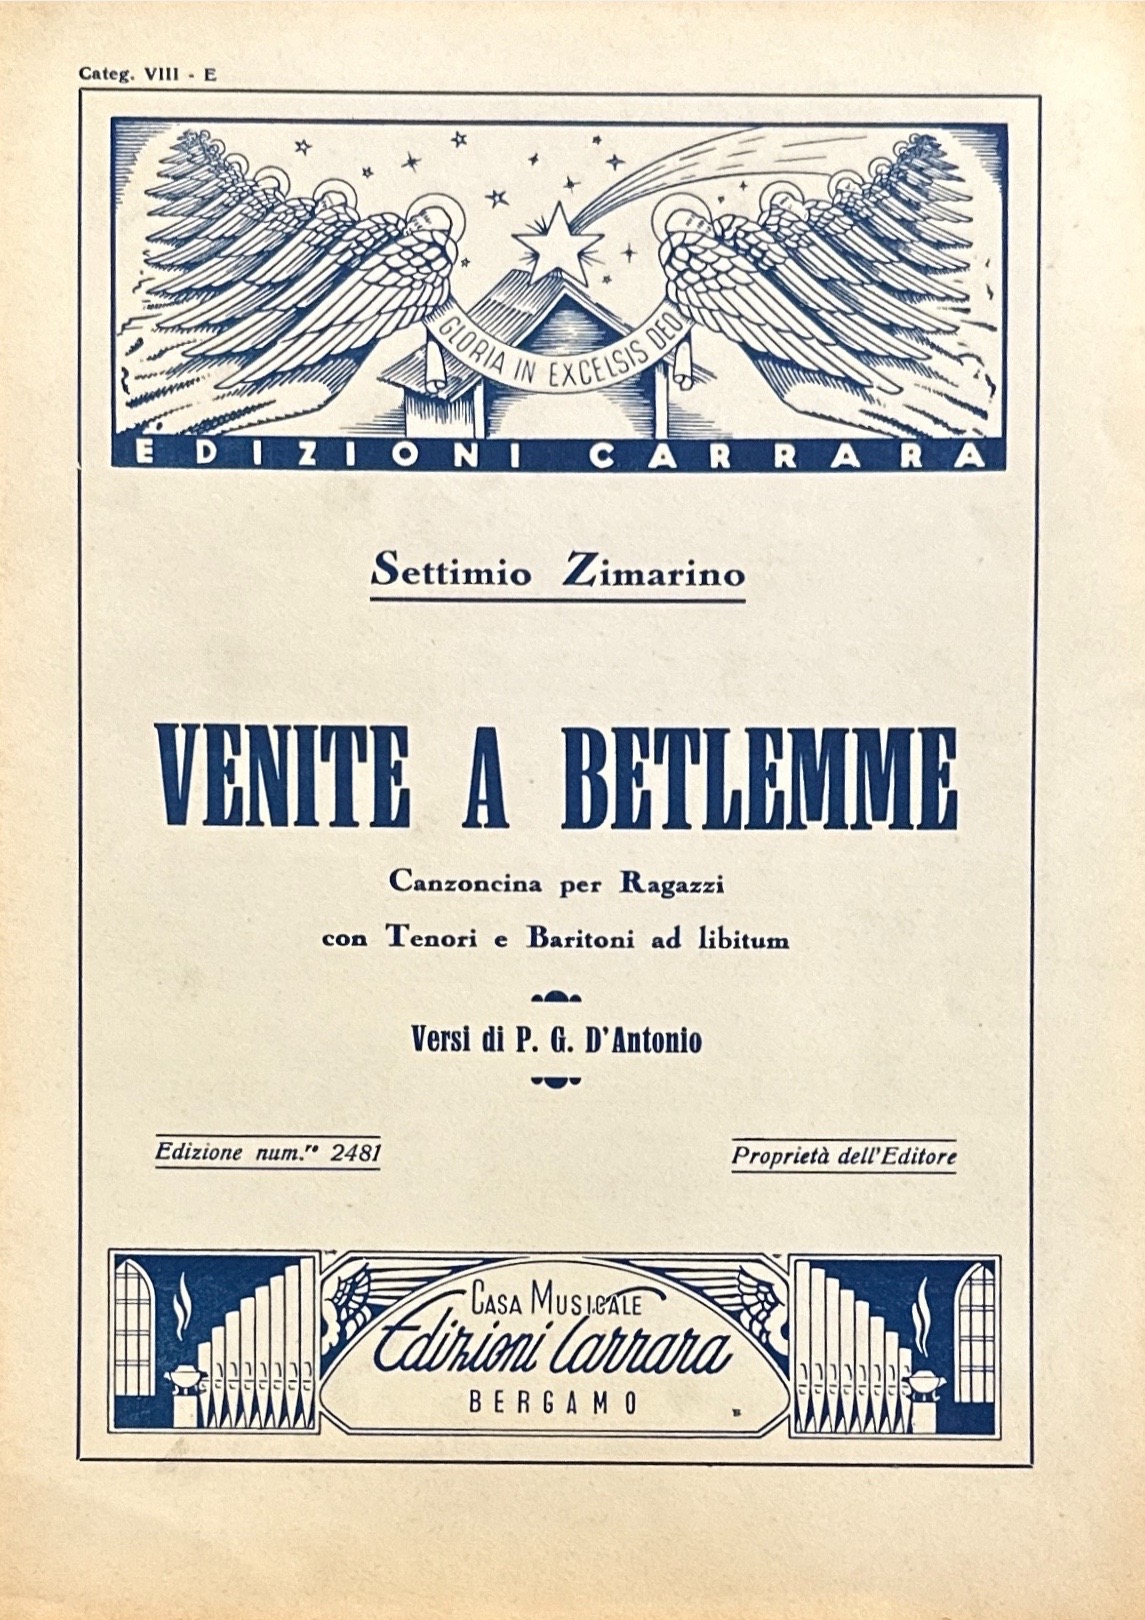 Categ. VIII - E
GLORIA IN EXCELSIS DEO
EDIZIONI CARRARA
Settimio Zimarino
VENITE A BETLEMME
Canzoncina per Ragazzi
con Tenori e Baritoni ad libitum
Versi di P. G. D'Antonio
Edizione num.ro 2481
Proprietà dell'Editore
CASA MUSICALE
Edizioni Carrara
BERGAMO